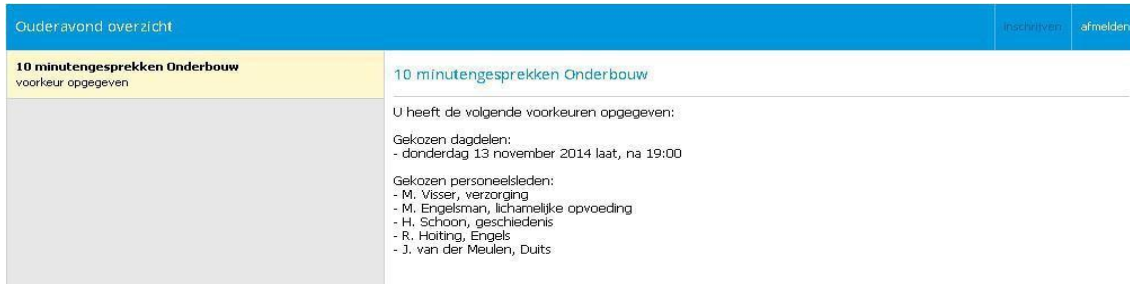 Ouderavond overzicht
inschrijven
afmelden
10 minutengesprekken Onderbouw
voorkeur opgegeven
10 minutengesprekken Onderbouw
U heeft de volgende voorkeuren opgegeven:
Gekozen dagdelen:
- donderdag 13 november 2014 laat, na 19:00
Gekozen personeelsleden:
- M. Visser, verzorging
- M. Engelsman, lichamelijke opvoeding
- H. Schoon, geschiedenis
- R. Hoiting, Engels
- J. van der Meulen, Duits